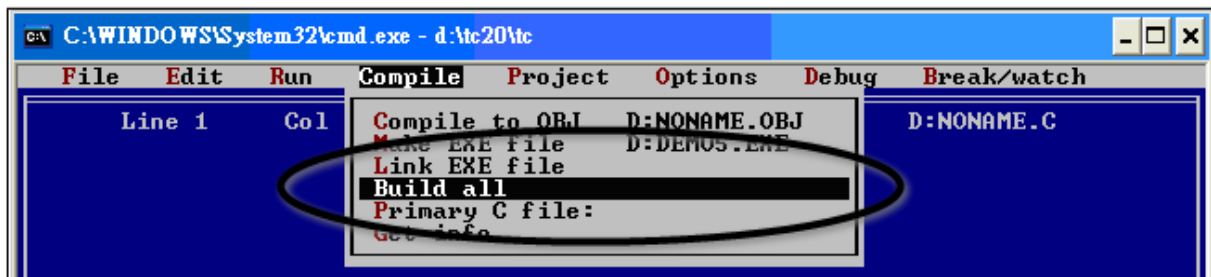 C:\WINDOWS\System32\cmd.exe - d:\tc20\tc
File Edit Run Compile Project Options Debug Break/watch
Line 1 Col D:NONAME.C
Compile to OBJ D:NONAME.OBJ
Make EXE file D:DEMO5.EXE
Link EXE file
Build all
Primary C file:
Get info